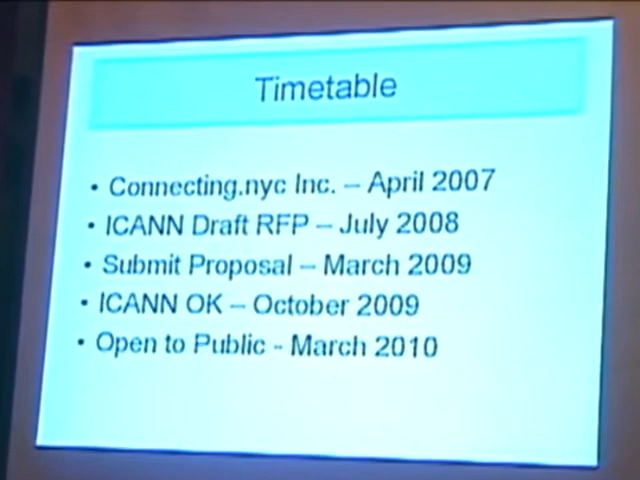 Timetable
• Connecting.nyc Inc. – April 2007
• ICANN Draft RFP – July 2008
• Submit Proposal – March 2009
• ICANN OK – October 2009
• Open to Public - March 2010